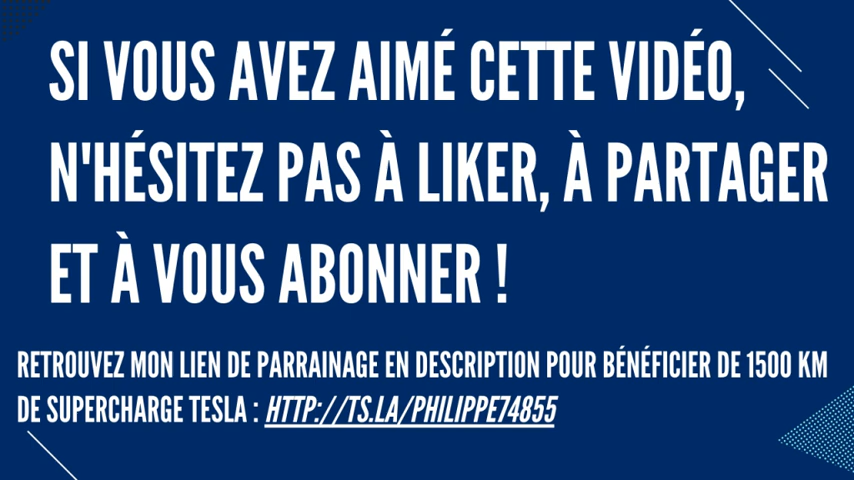 SI VOUS AVEZ AIMÉ CETTE VIDÉO,
N'HÉSITEZ PAS À LIKER, À PARTAGER
ET À VOUS ABONNER !
RETROUVEZ MON LIEN DE PARRAINAGE EN DESCRIPTION POUR BÉNÉFICIER DE 1500 KM
DE SUPERCHARGE TESLA : HTTP://TS.LA/PHILIPPE74855